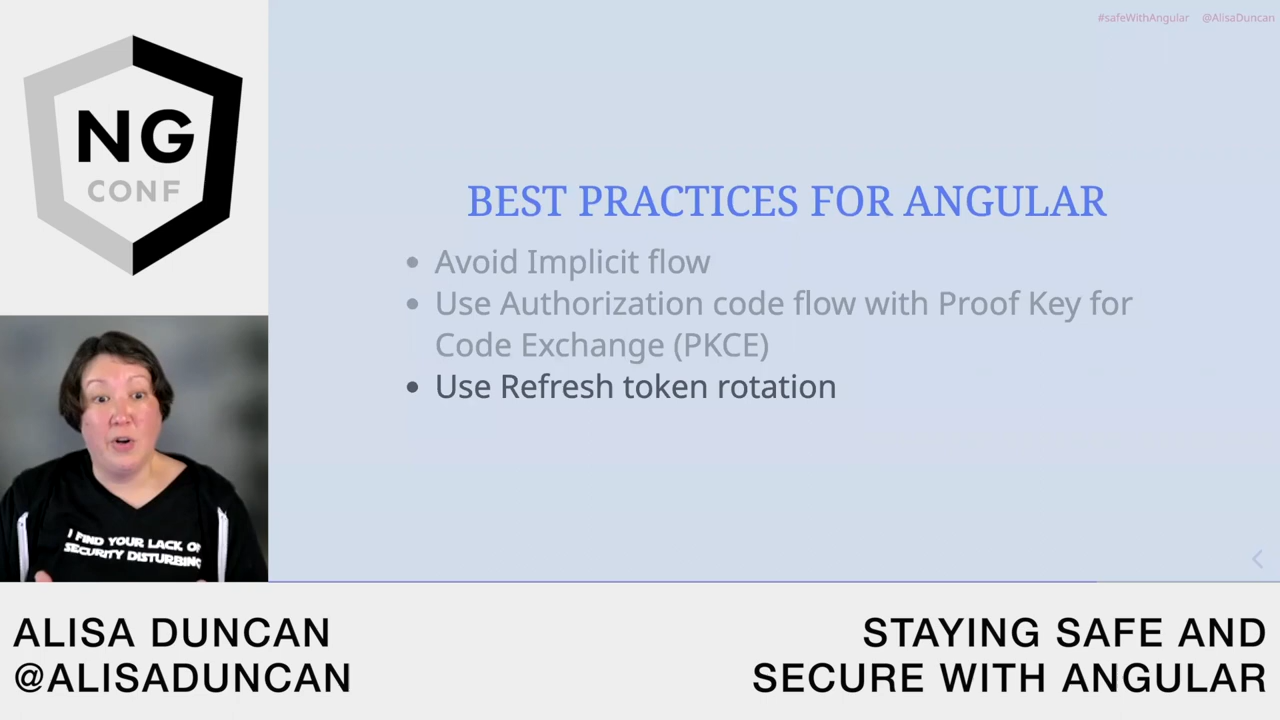 #safeWithAngular @AlisaDuncan
NG
CONF
BEST PRACTICES FOR ANGULAR
• Avoid Implicit flow
• Use Authorization code flow with Proof Key for
Code Exchange (PKCE)
• Use Refresh token rotation
I FIND YOUR LACK OF
SECURITY DISTURBING
ALISA DUNCAN
@ALISADUNCAN
STAYING SAFE AND
SECURE WITH ANGULAR